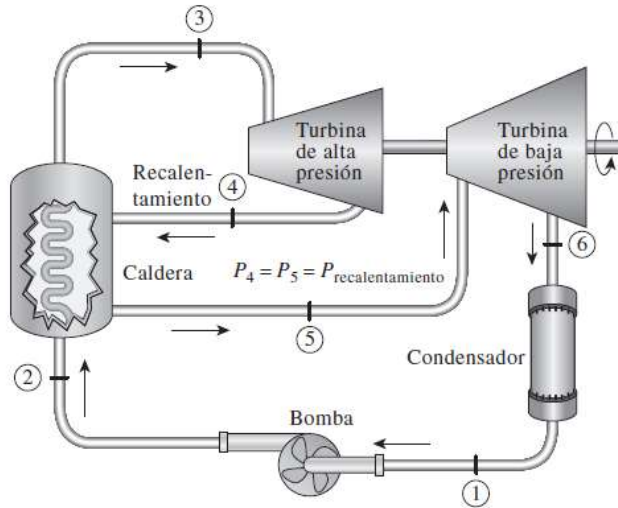 3
Turbina
de alta
presión
Turbina
de baja
presión
Recalen-
tamiento
4
6
Caldera
P4 = P5 = Precalentamiento
5
Condensador
2
Bomba
1